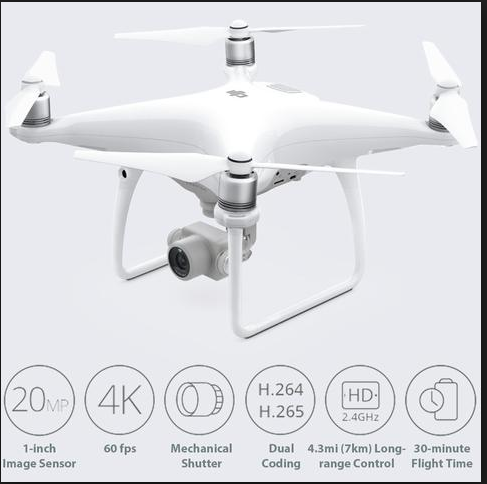 20MP
4K
H.264
H.265
HD
2.4GHz
1-inch
Image Sensor
60 fps
Mechanical
Shutter
Dual
Coding
4.3mi (7km) Long-
range Control
30-minute
Flight Time